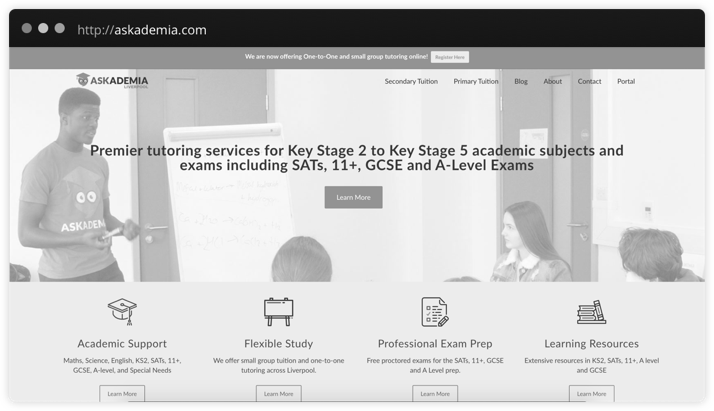 http://askademia.com
We are now offering One-to-One and small group tutoring online! Register Here
ASKADEMIA
LIVERPOOL
Secondary Tuition Primary Tuition Blog About Contact Portal
Premier tutoring services for Key Stage 2 to Key Stage 5 academic subjects and
exams including SATs, 11+, GCSE and A-Level Exams
Learn More
ASKADEM
Academic Support
Maths, Science, English, KS2, SATs, 11+,
GCSE, A-level, and Special Needs
Learn More
Flexible Study
We offer small group tuition and one-to-one
tutoring across Liverpool.
Learn More
Professional Exam Prep
Free proctored exams for the SATs, 11+, GCSE
and A Level prep.
Learn More
Learning Resources
Extensive resources in KS2, SATs, 11+, A level
and GCSE
Learn More